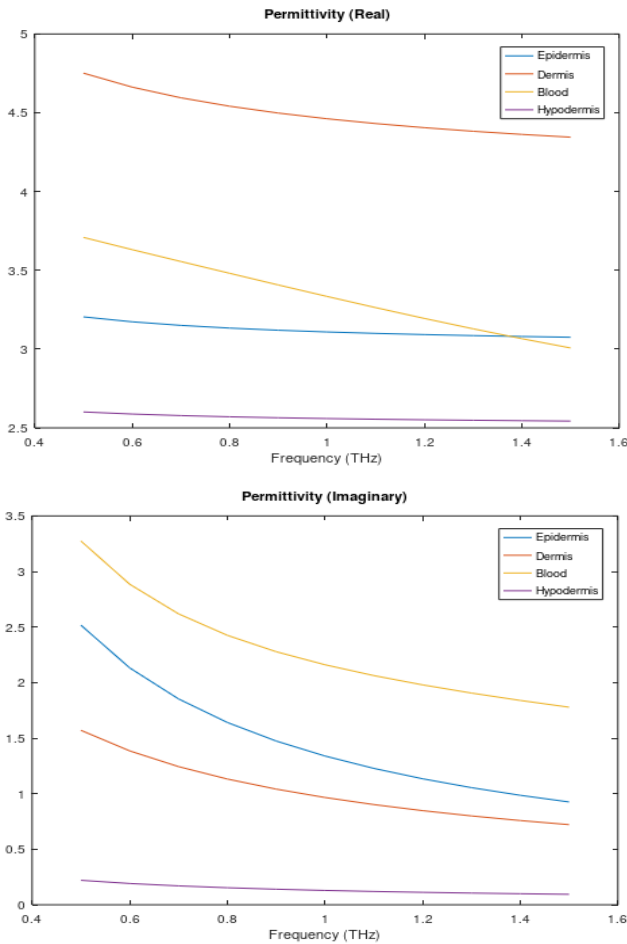 Permittivity (Real)
5
4.5
4
3.5
3
2.5
0.4
0.6
0.8
1
1.2
1.4
1.6
Frequency (THz)
Epidermis
Dermis
Blood
Hypodermis
Permittivity (Imaginary)
3.5
3
2.5
2
1.5
1
0.5
0
0.4
0.6
0.8
1
1.2
1.4
1.6
Frequency (THz)
Epidermis
Dermis
Blood
Hypodermis